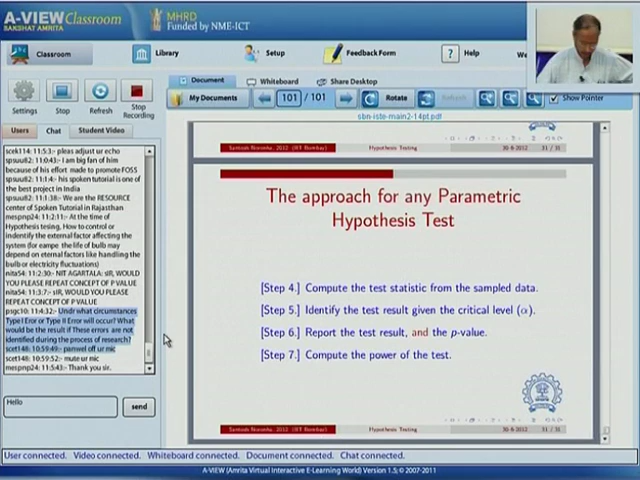 A-VIEW Classroom
SAKSHAT AMRITA
MHRD
Funded by NME-ICT
Classroom
Library
Setup
Feedback Form
? Help
We
Settings
Stop
Refresh
Stop Recording
Document
Whiteboard
Share Desktop
My Documents
101 / 101
Rotate
Show Pointer
sbn-iste-main2-14pt.pdf
Users
Chat
Student Video
scek114: 11:5:3:- pleas adjust ur echo
spsuu82: 11:0:43:- I am big fan of him
because of his effort made to promote FOSS
spsuu82: 11:1:4:- his spoken tutorial is one of
the best project in India
spsuu82: 11:1:38:- We are the RESOURCE
center of Spoken Tutorial in Rajasthan
mespnp24: 11:2:11:- At the time of
Hypothesis tesing, How to control or
indentify the external factor affecting the
system (for eampe the life of bulb may
depend on eternal factors like handling the
bulb or electricity fluctuations)
nita54: 11:2:30:- NIT AGARTALA: sIR, WOULD
YOU PLEASE REPEAT CONCEPT OF P VALUE
nita54: 11:3:7:- sIR, WOULD YOU PLEASE
REPEAT CONCEPT OF P VALUE
psgc10: 11:4:32:- Undr what circumstances
Type I Eror or Type II Error will occur? What
would be the result if These errors are not
identified during the process of research?
scet148: 10:59:49:- panwel off ur mic
scet148: 10:59:52:- mute ur mic
mespnp24: 11:5:43:- Thank you sir.
Hello
send
Santosh Noronha, 2012 (IIT Bombay)
Hypothesis Testing
30-6-2012
31 / 31
The approach for any Parametric
Hypothesis Test
[Step 4.] Compute the test statistic from the sampled data.
[Step 5.] Identify the test result given the critical level (α).
[Step 6.] Report the test result, and the p-value.
[Step 7.] Compute the power of the test.
Santosh Noronha, 2012 (IIT Bombay)
Hypothesis Testing
30-6-2012
31 / 31
User connected. Video connected. Whiteboard connected. Document connected. Chat connected.
A-VIEW (Amrita Virtual Interactive E-Learning World) Version 1.5; © 2007-2011